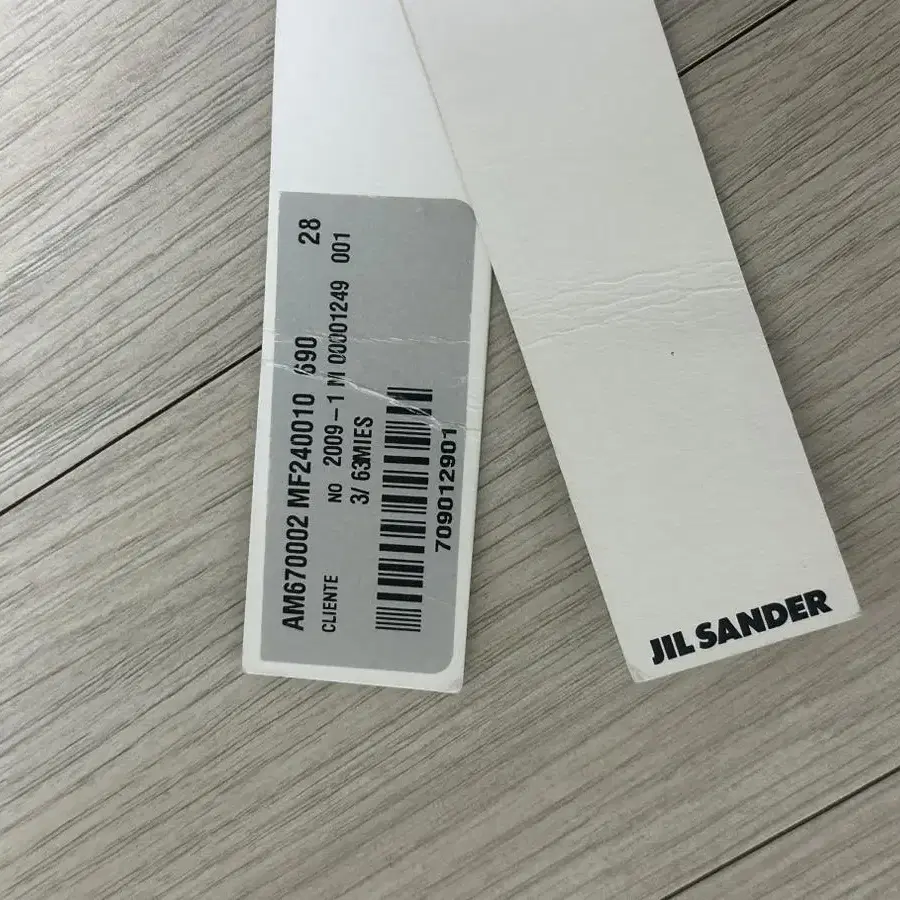 AM670002 MF240010 690 28
CLIENTE NO 2009-1 M 00001249 001
3/ 63MIES
709012901
JIL SANDER